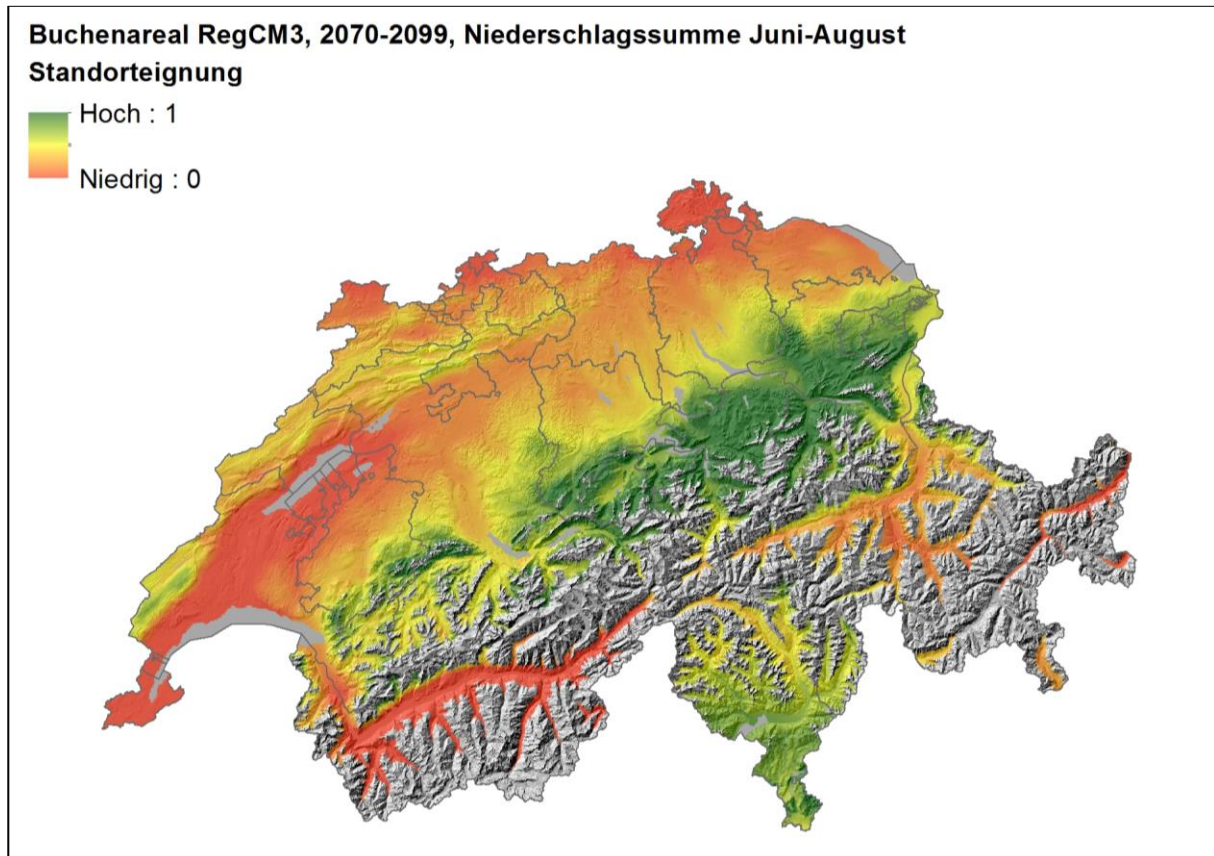 Buchenareal RegCM3, 2070-2099, Niederschlagssumme Juni-August
Standorteignung
Hoch : 1
Niedrig : 0